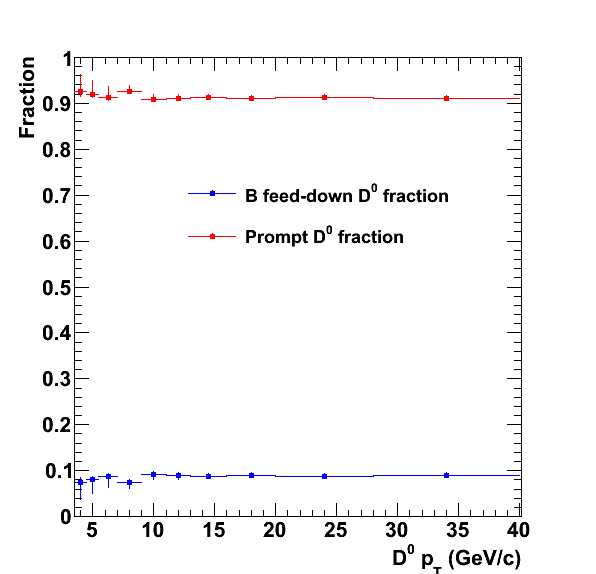 Fraction
1
0.9
0.8
0.7
0.6
0.5
0.4
0.3
0.2
0.1
0
B feed-down D⁰ fraction
Prompt D⁰ fraction
5 10 15 20 25 30 35 40
D⁰ p_T (GeV/c)